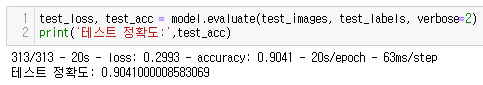 1 test_loss, test_acc = model.evaluate(test_images, test_labels, verbose=2)
2 print('테스트 정확도:',test_acc)
313/313 - 20s - loss: 0.2993 - accuracy: 0.9041 - 20s/epoch - 63ms/step
테스트 정확도: 0.9041000008583069